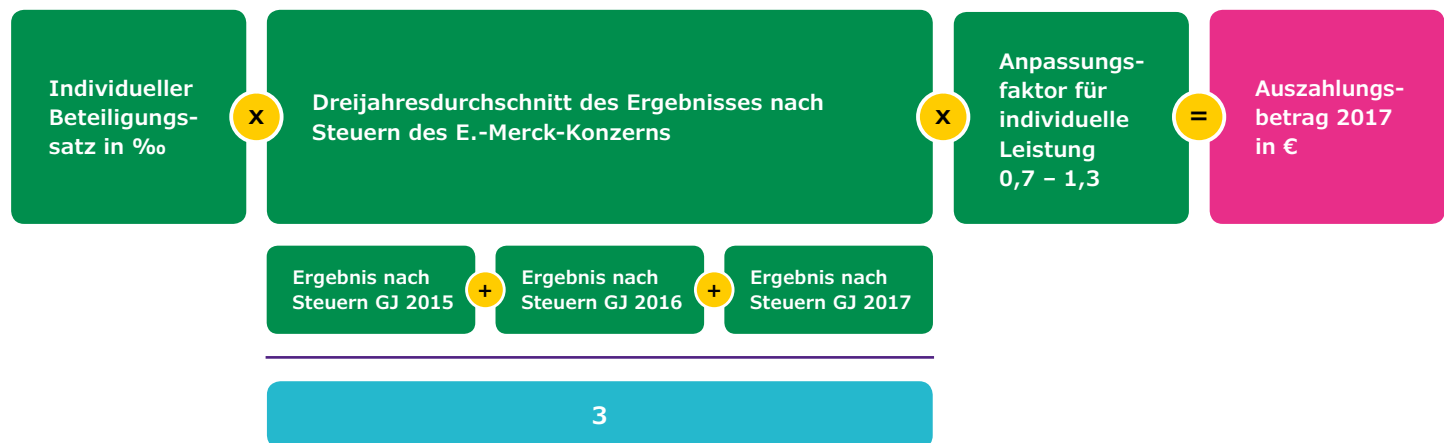 Individueller
Beteiligungs-
satz in ‰
x
Dreijahresdurchschnitt des Ergebnisses nach
Steuern des E.-Merck-Konzerns
x
Anpassungs-
faktor für
individuelle
Leistung
0,7 – 1,3
=
Auszahlungs-
betrag 2017
in €
Ergebnis nach
Steuern GJ 2015
+
Ergebnis nach
Steuern GJ 2016
+
Ergebnis nach
Steuern GJ 2017
3